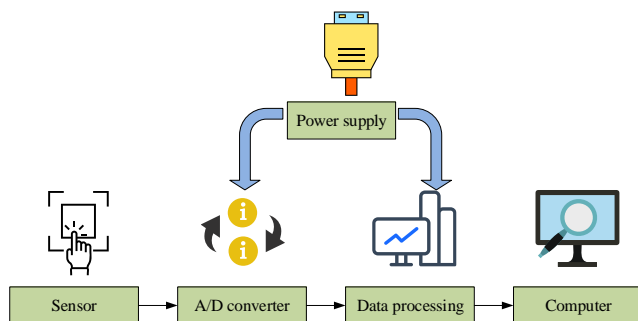 Power supply
i
i
Sensor
A/D converter
Data processing
Computer